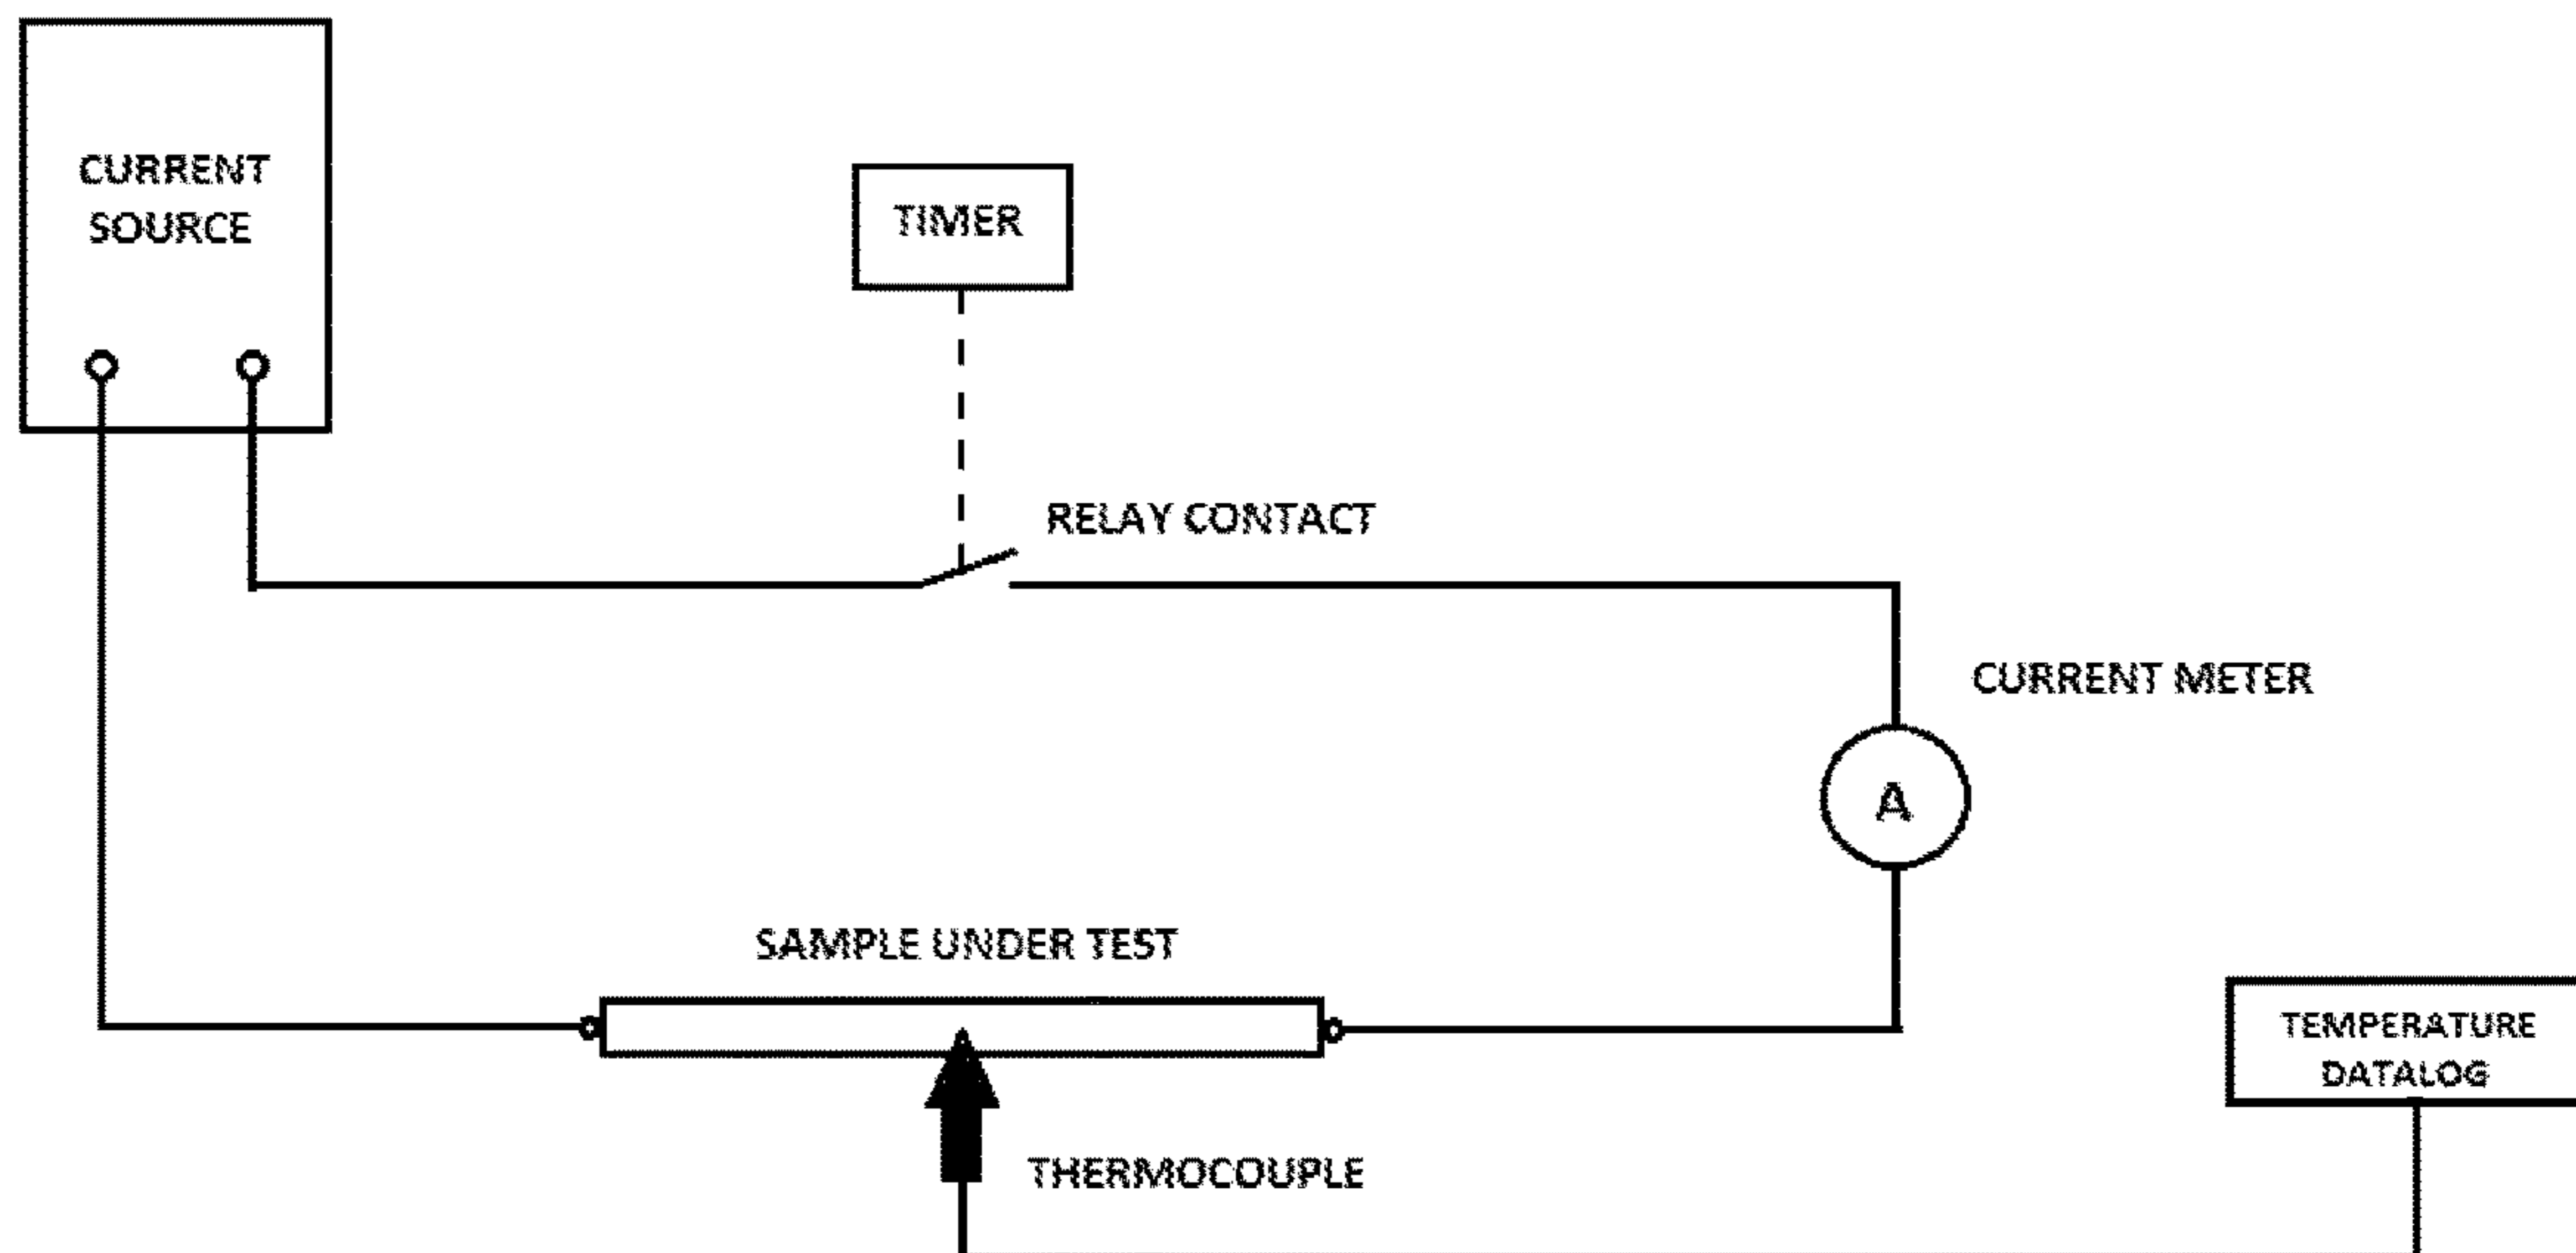 CURRENT
SOURCE
TIMER
RELAY CONTACT
CURRENT METER
A
SAMPLE UNDER TEST
TEMPERATURE
DATALOG
THERMOCOUPLE